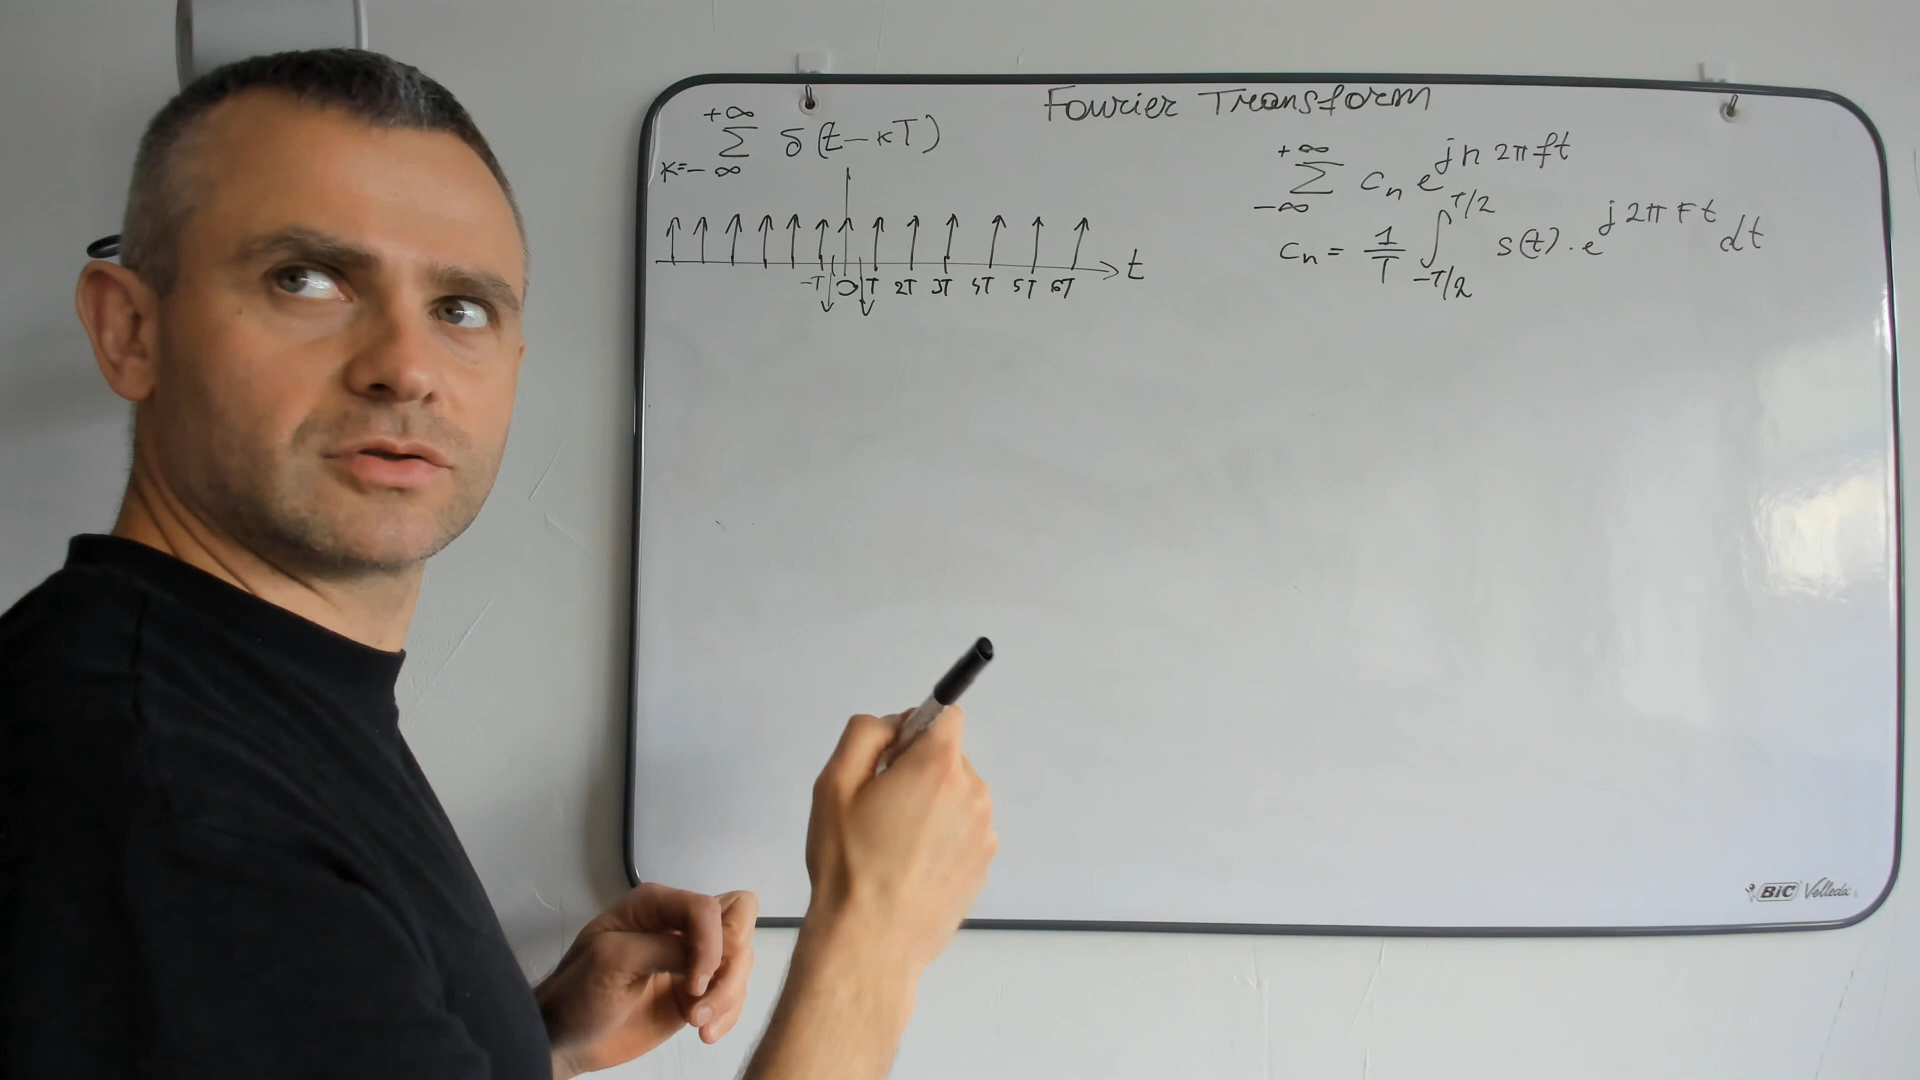 Fourier Transform
+∞
∑ δ(t-kT)
k=-∞
-T 0 T 2T 3T 4T 5T 6T t
+∞
∑ cₙ e^{jn2πft}
-∞
cₙ = 1/T ∫_{-T/2}^{T/2} s(t)·e^{j2πFt} dt
BIC Velleda